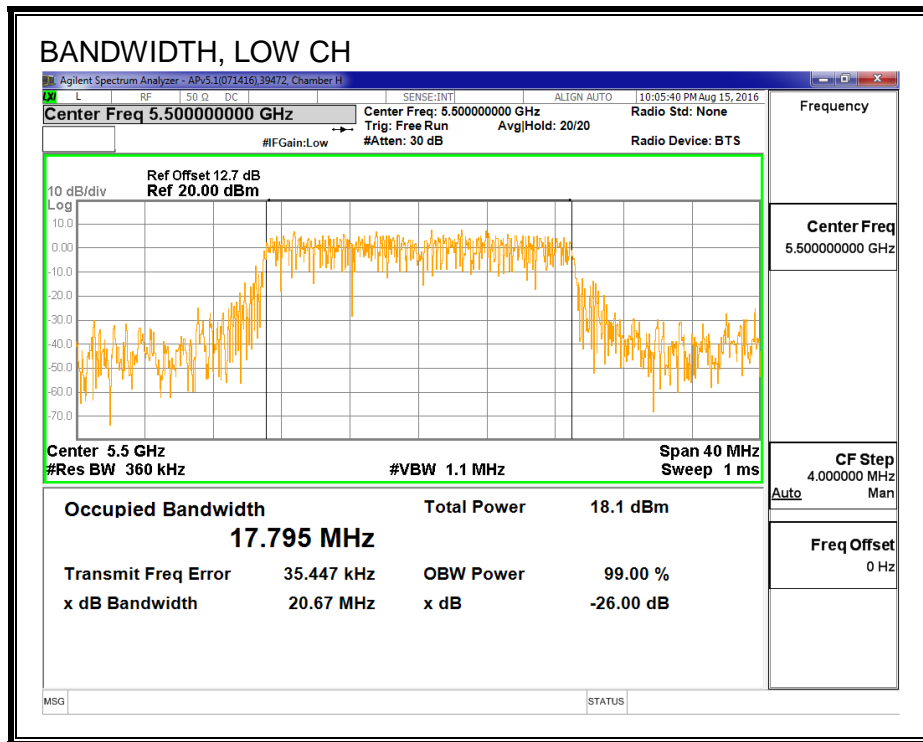 BANDWIDTH, LOW CH
Agilent Spectrum Analyzer - APv5.1(071416),39472, Chamber H
LXI L RF 50 Ω DC SENSE:INT ALIGN AUTO 10:05:40 PM Aug 15, 2016
Center Freq 5.500000000 GHz
Center Freq: 5.500000000 GHz
Radio Std: None
Trig: Free Run Avg|Hold: 20/20
#IFGain:Low #Atten: 30 dB Radio Device: BTS
Frequency
Ref Offset 12.7 dB
10 dB/div Ref 20.00 dBm
Log
10.0
0.00
-10.0
-20.0
-30.0
-40.0
-50.0
-60.0
-70.0
Center 5.5 GHz Span 40 MHz
#Res BW 360 kHz #VBW 1.1 MHz Sweep 1 ms
Occupied Bandwidth Total Power 18.1 dBm
17.795 MHz
Transmit Freq Error 35.447 kHz OBW Power 99.00 %
x dB Bandwidth 20.67 MHz x dB -26.00 dB
Center Freq
5.500000000 GHz
CF Step
4.000000 MHz
Auto Man
Freq Offset
0 Hz
MSG STATUS